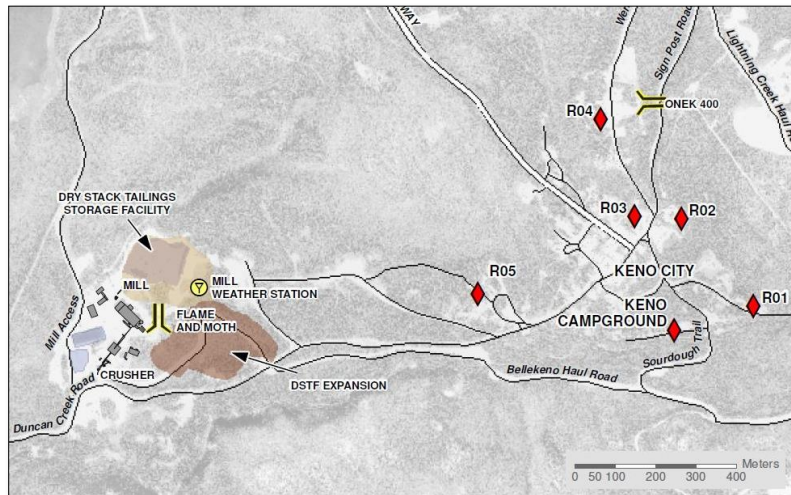 WAY
Wer
Sign Post Road
Lightning Creek Haul R
ONEK 400
R04
DRY STACK TAILINGS
STORAGE FACILITY
R03
R02
MILL
MILL
WEATHER STATION
R05
KENO CITY
R01
FLAME
AND MOTH
KENO
CAMPGROUND
Mill Access
Sourdough Trail
CRUSHER
DSTF EXPANSION
Bellekeno Haul Road
Duncan Creek Road
Meters
0 50 100 200 300 400